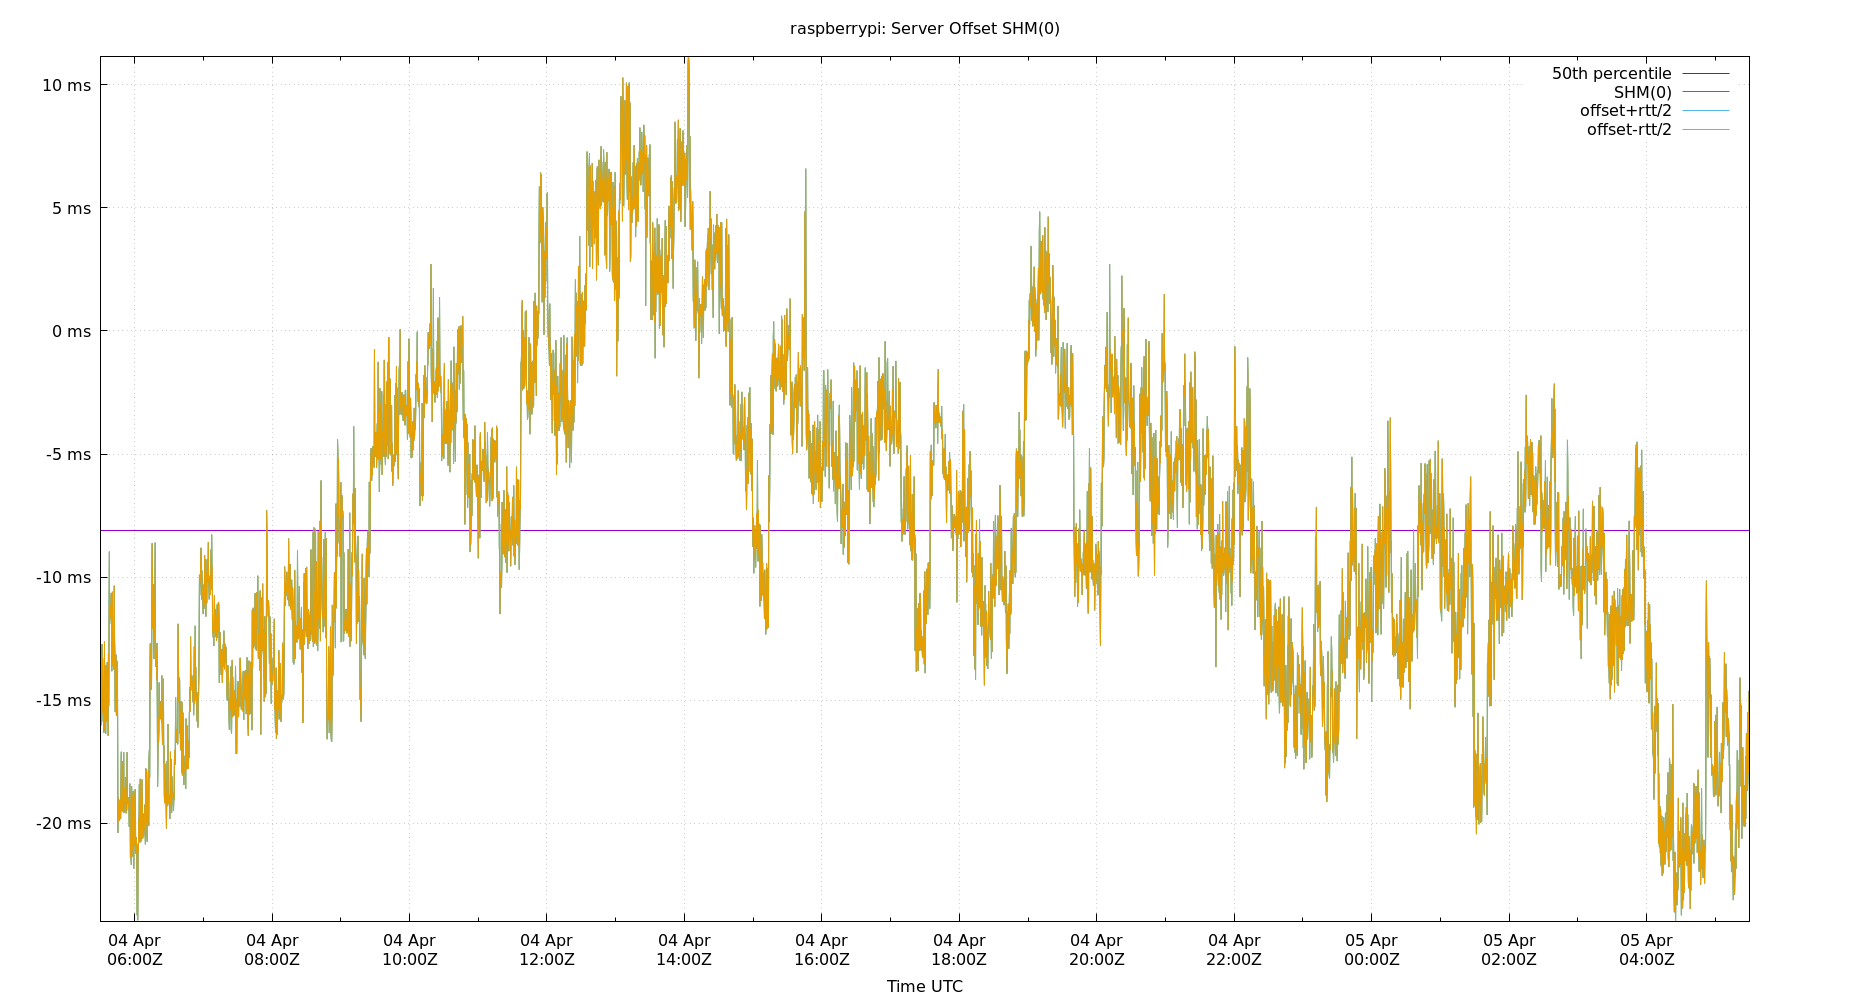 raspberrypi: Server Offset SHM(0)
50th percentile
SHM(0)
offset+rtt/2
offset-rtt/2
10 ms
5 ms
0 ms
-5 ms
-10 ms
-15 ms
-20 ms
04 Apr 04 Apr 04 Apr 04 Apr 04 Apr 04 Apr 04 Apr 04 Apr 04 Apr 05 Apr 05 Apr 05 Apr
06:00Z 08:00Z 10:00Z 12:00Z 14:00Z 16:00Z 18:00Z 20:00Z 22:00Z 00:00Z 02:00Z 04:00Z
Time UTC